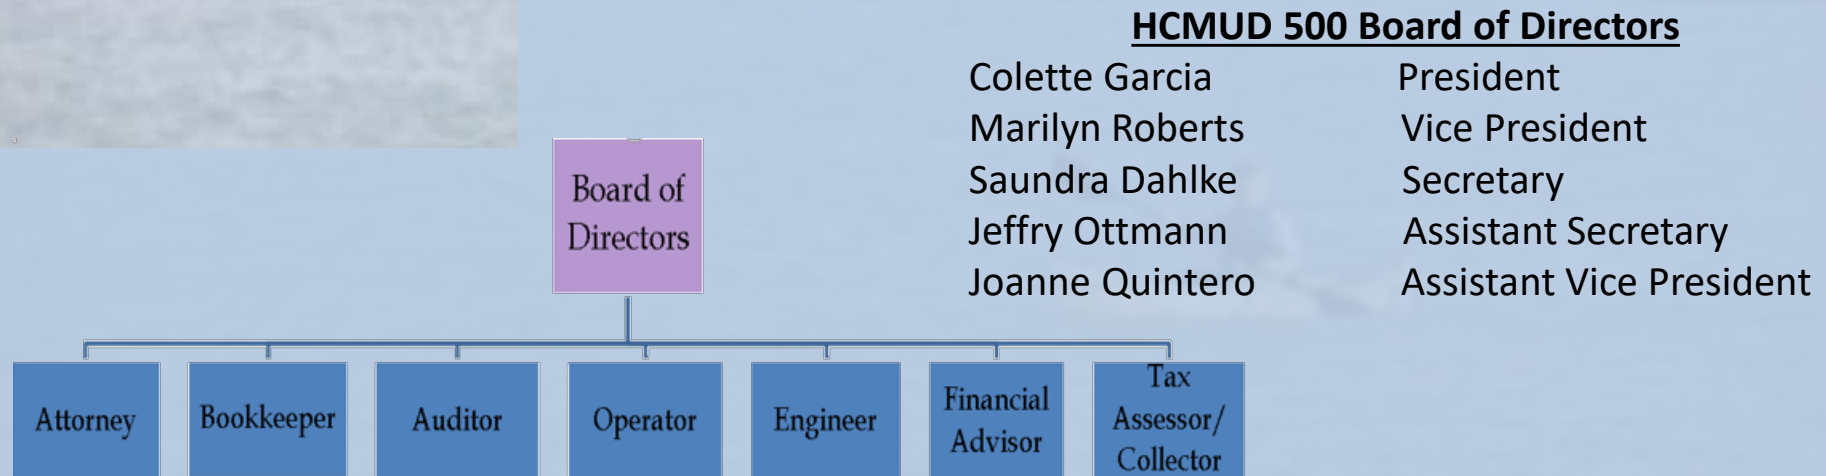 HCMUD 500 Board of Directors
Colette Garcia President
Marilyn Roberts Vice President
Saundra Dahlke Secretary
Jeffry Ottmann Assistant Secretary
Joanne Quintero Assistant Vice President
Board of
Directors
Attorney
Bookkeeper
Auditor
Operator
Engineer
Financial
Advisor
Tax
Assessor/
Collector